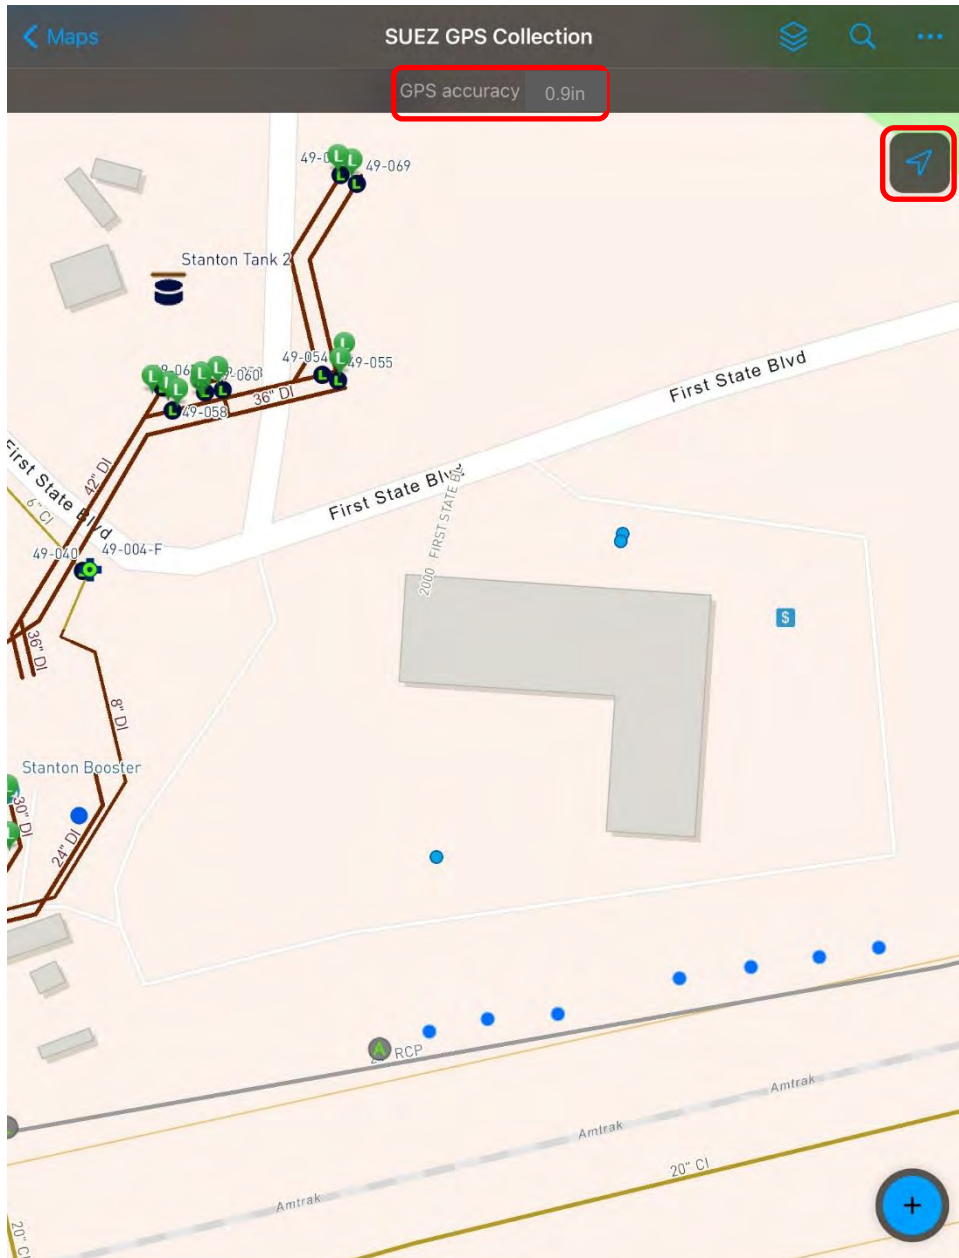 Maps
SUEZ GPS Collection
GPS accuracy 0.9in
L L
49-069
Stanton Tank 2
L
L
49-054
49-055
L L
49-060
L L L
49-058
36" DI
First State Blvd
First State Blvd
42" DI
6" CI
First State Blvd
2000 FIRST STATE BL
49-040
49-004-F
$
36" DI
8" DI
Stanton Booster
30" DI
24" DI
A
RCP
Amtrak
Amtrak
20" CI
Amtrak
20" CI
+